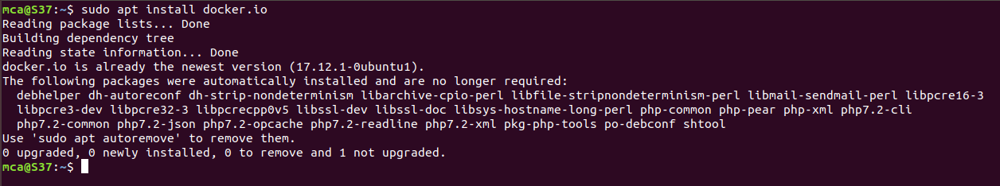 mca@S37:~$ sudo apt install docker.io
Reading package lists... Done
Building dependency tree
Reading state information... Done
docker.io is already the newest version (17.12.1-0ubuntu1).
The following packages were automatically installed and are no longer required:
  debhelper dh-autoreconf dh-strip-nondeterminism libarchive-cpio-perl libfile-stripnondeterminism-perl libmail-sendmail-perl libpcre16-3
  libpcre3-dev libpcre32-3 libpcrecpp0v5 libssl-dev libssl-doc libsys-hostname-long-perl php-common php-pear php-xml php7.2-cli
  php7.2-common php7.2-json php7.2-opcache php7.2-readline php7.2-xml pkg-php-tools po-debconf shtool
Use 'sudo apt autoremove' to remove them.
0 upgraded, 0 newly installed, 0 to remove and 1 not upgraded.
mca@S37:~$